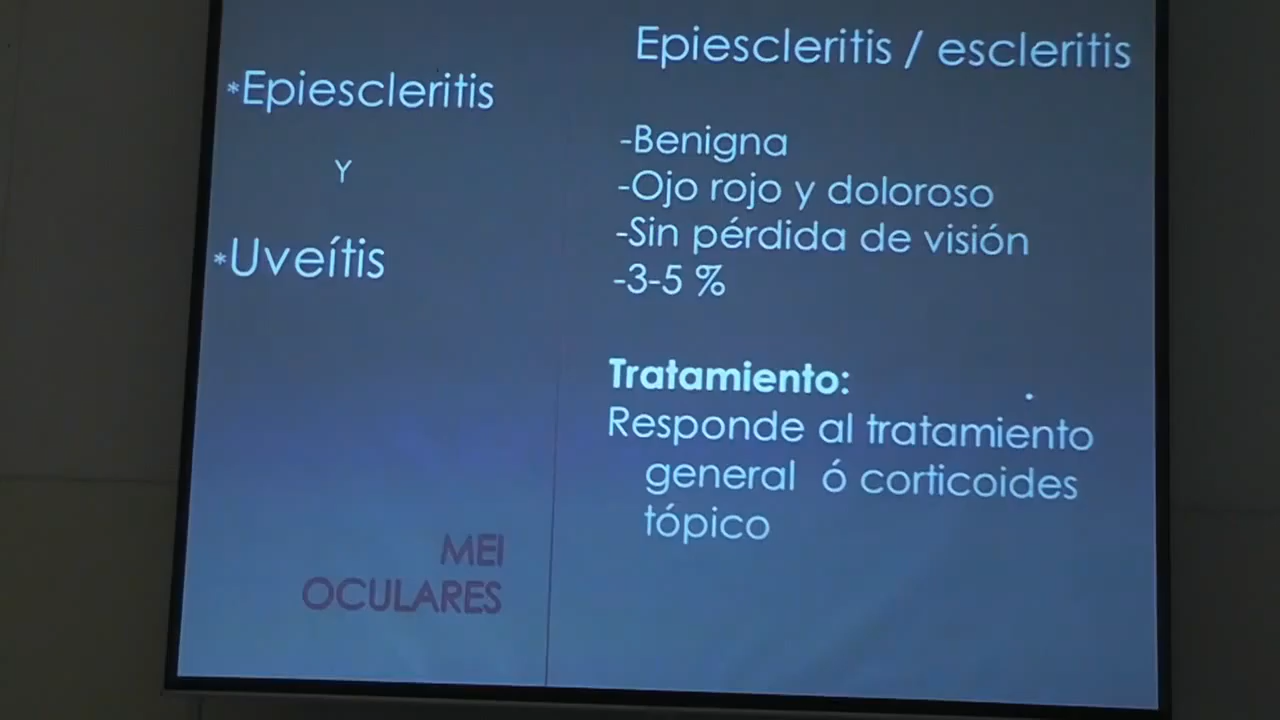 *Epiescleritis
Y
*Uveítis
MEI
OCULARES
Epiescleritis / escleritis
-Benigna
-Ojo rojo y doloroso
-Sin pérdida de visión
-3-5 %
Tratamiento:
Responde al tratamiento
general ó corticoides
tópico